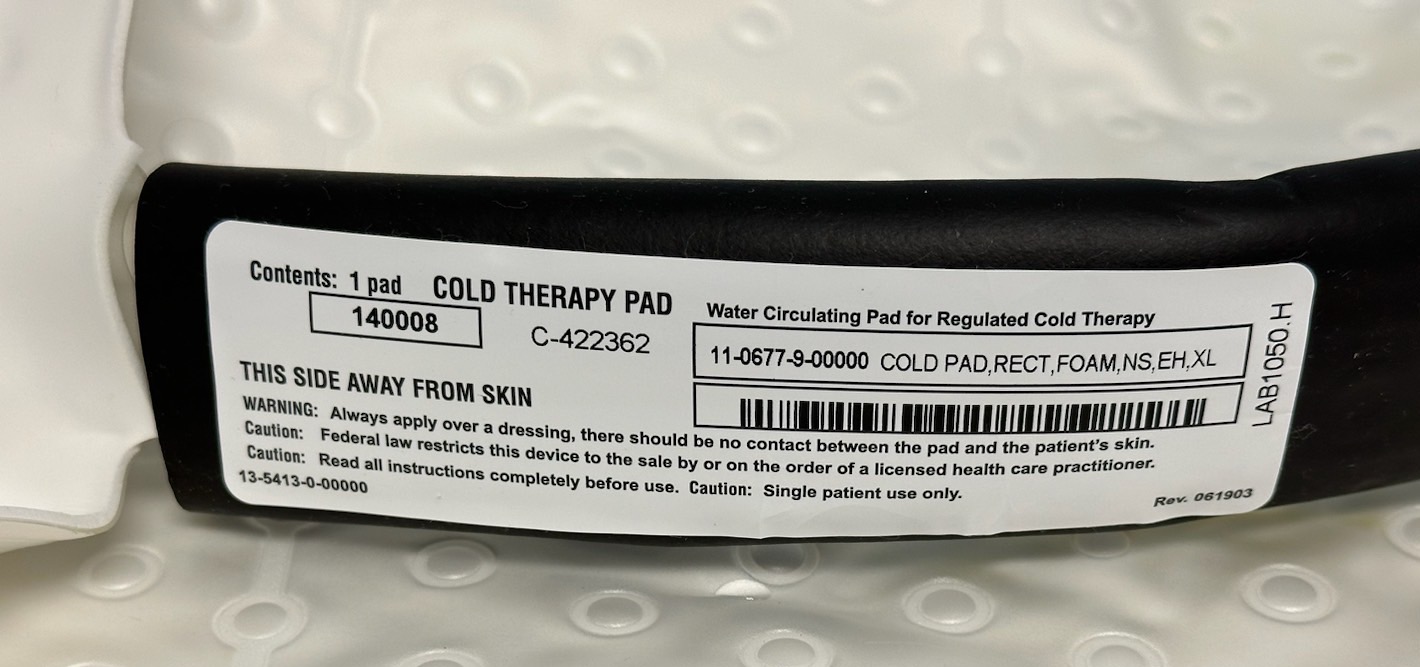 Contents: 1 pad COLD THERAPY PAD
140008
C-422362
Water Circulating Pad for Regulated Cold Therapy
11-0677-9-00000 COLD PAD,RECT,FOAM,NS,EH,XL
LAB1050.H
THIS SIDE AWAY FROM SKIN
WARNING: Always apply over a dressing, there should be no contact between the pad and the patient's skin.
Caution: Federal law restricts this device to the sale by or on the order of a licensed health care practitioner.
Caution: Read all instructions completely before use. Caution: Single patient use only.
13-5413-0-00000
Rev. 061903